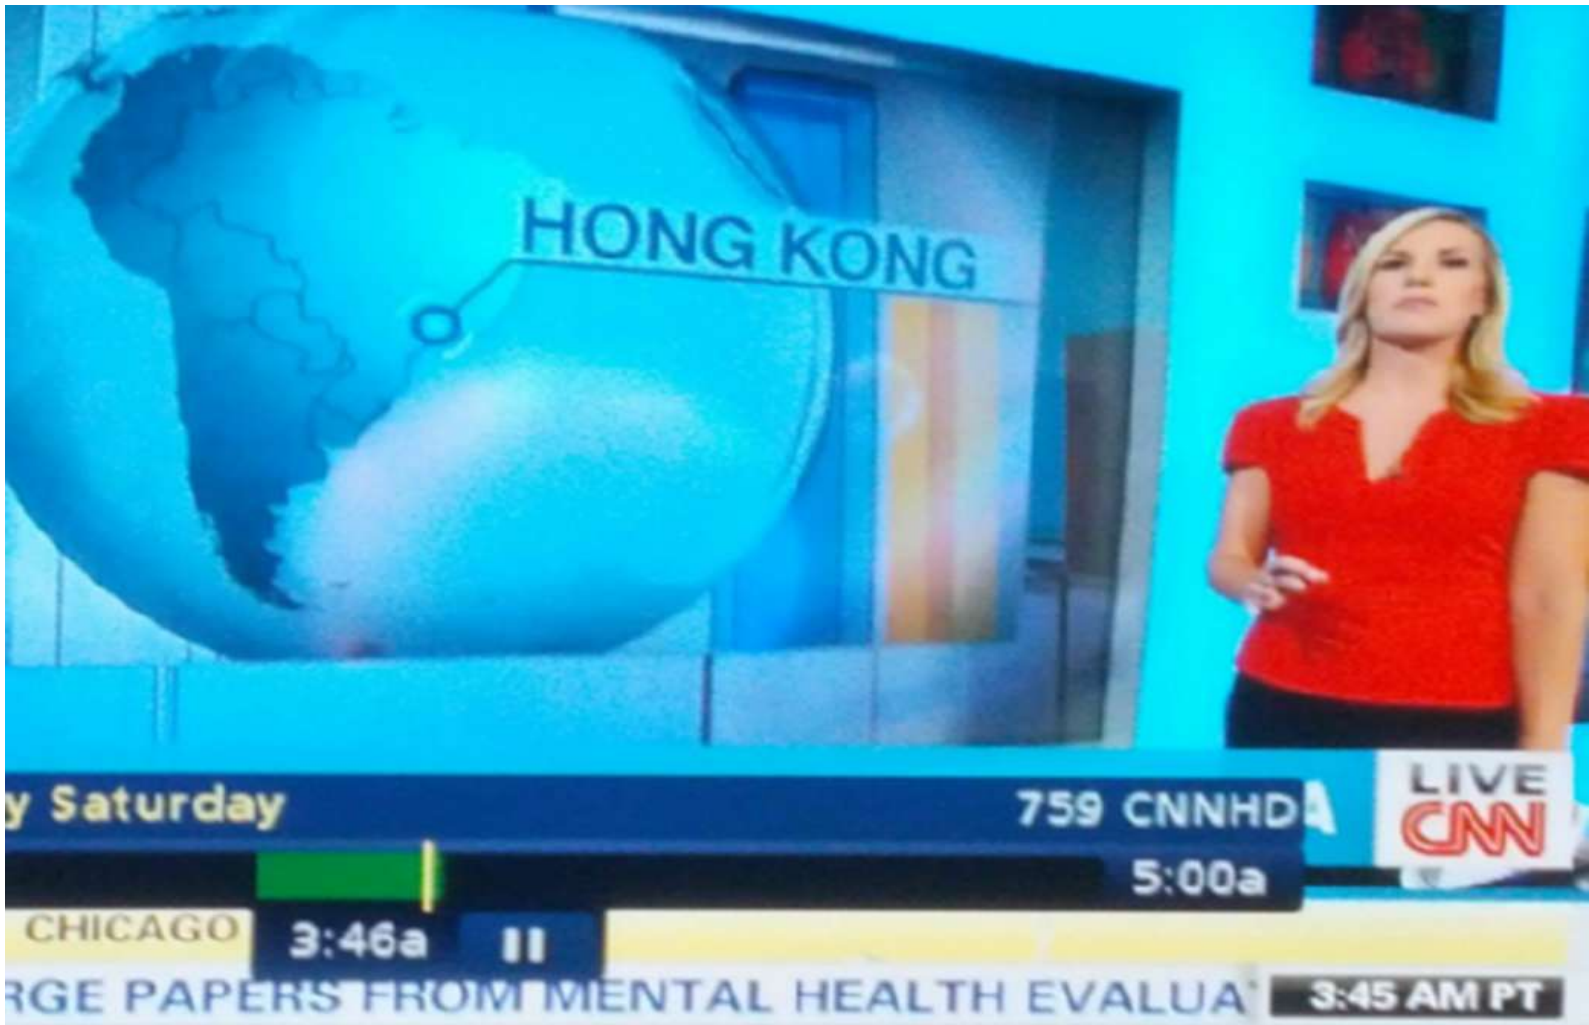 HONG KONG
y Saturday
759 CNNHD
A
LIVE
CNN
5:00a
CHICAGO
3:46a
RGE PAPERS FROM MENTAL HEALTH EVALUA
3:45 AM PT